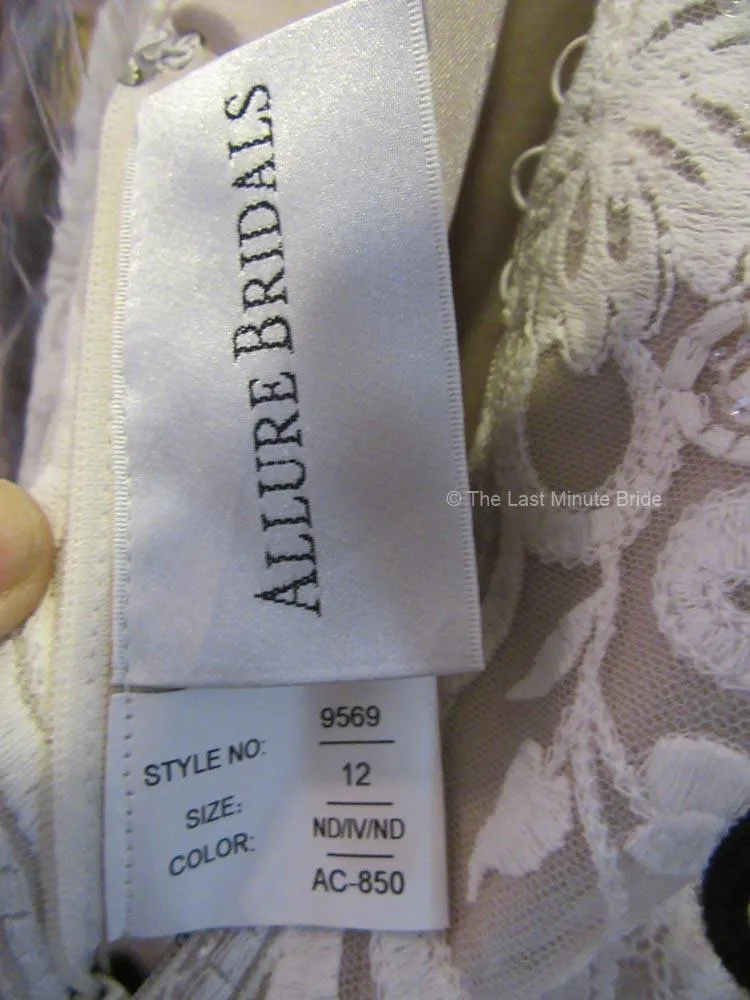 ALLURE BRIDALS
© The Last Minute Bride
STYLE NO: 9569
SIZE: 12
COLOR: ND/IV/ND
AC-850